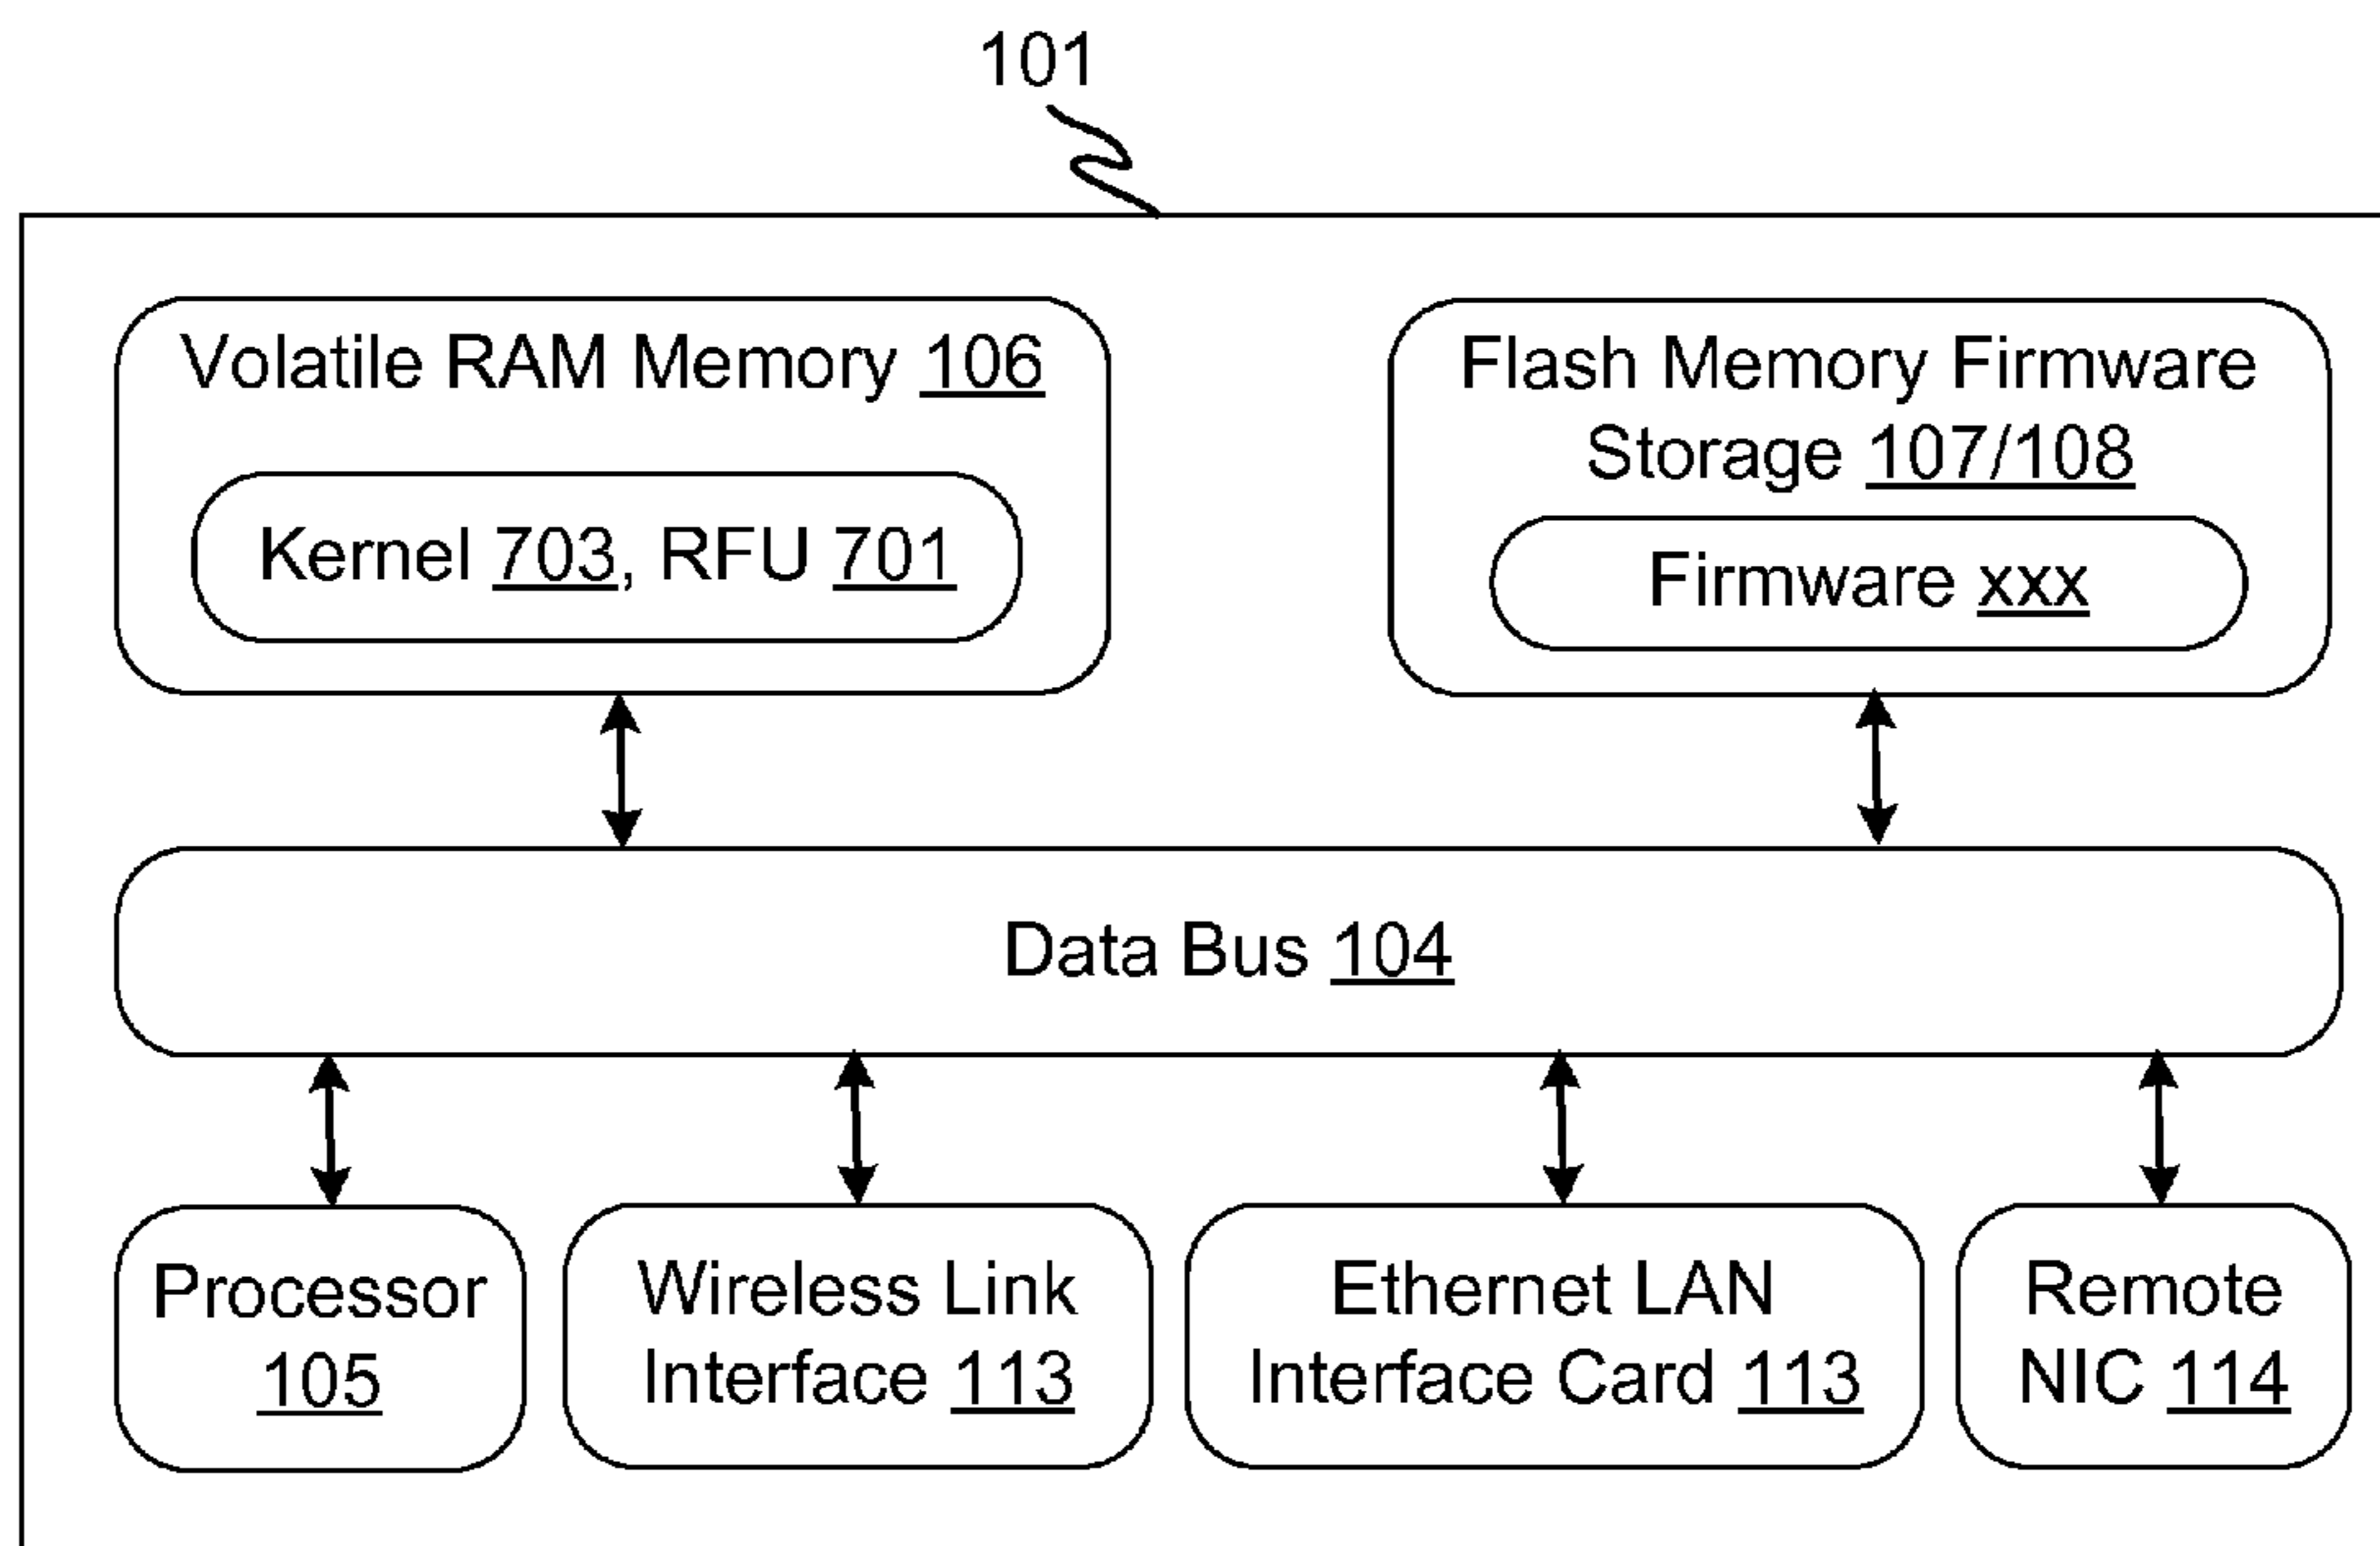 101
Volatile RAM Memory 106
Kernel 703, RFU 701
Flash Memory Firmware
Storage 107/108
Firmware xxx
Data Bus 104
Processor
105
Wireless Link
Interface 113
Ethernet LAN
Interface Card 113
Remote
NIC 114